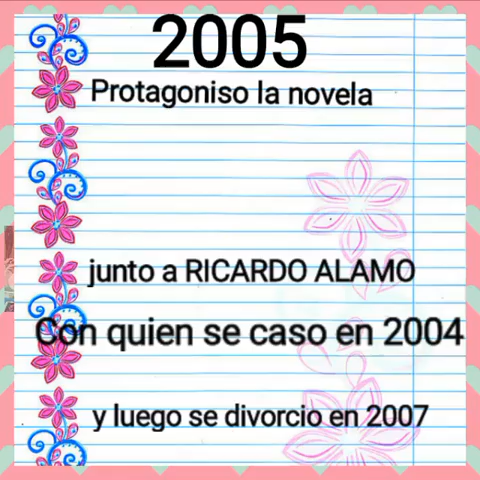 2005
Protagoniso la novela
junto a RICARDO ALAMO
Con quien se caso en 2004
y luego se divorcio en 2007